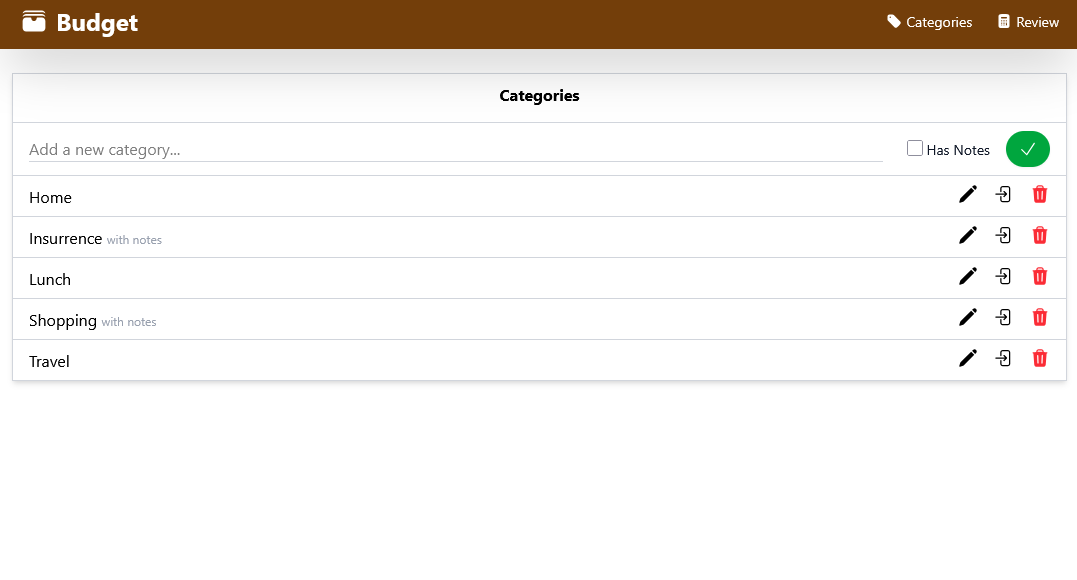 Budget
Categories
Review
Categories
Add a new category...
Has Notes
Home
Insurrence with notes
Lunch
Shopping with notes
Travel